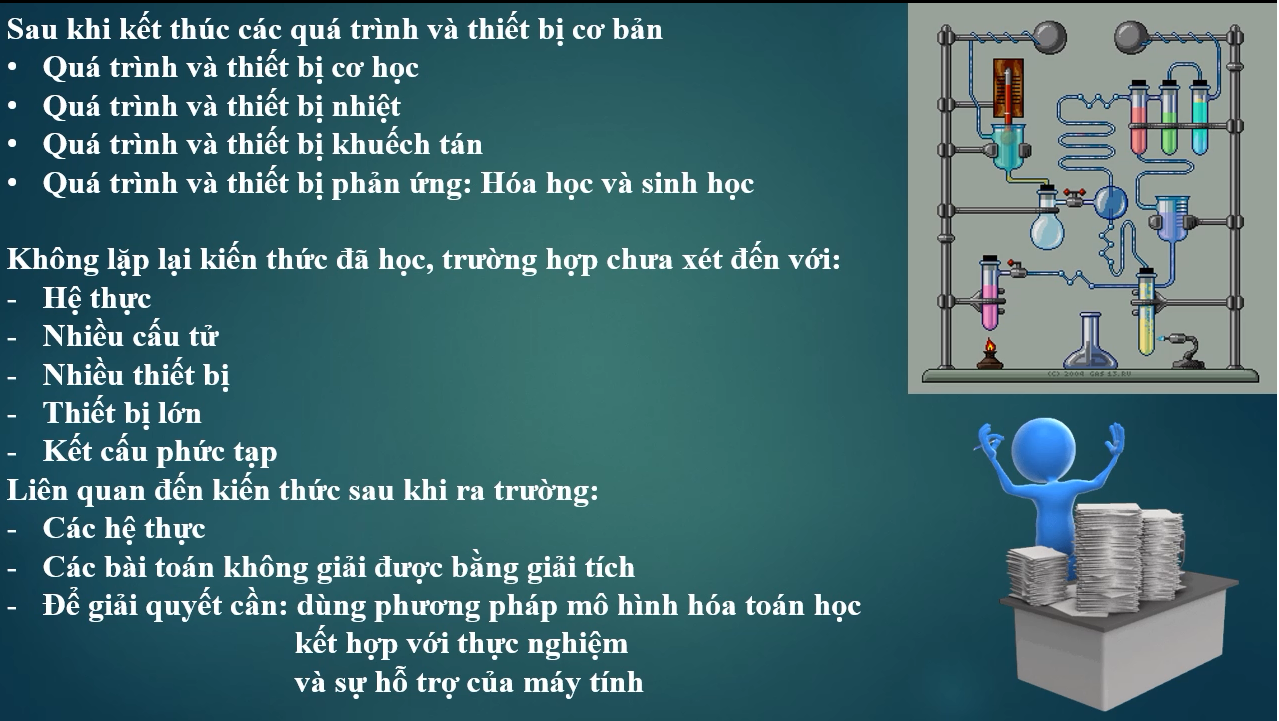 Sau khi kết thúc các quá trình và thiết bị cơ bản
• Quá trình và thiết bị cơ học
• Quá trình và thiết bị nhiệt
• Quá trình và thiết bị khuếch tán
• Quá trình và thiết bị phản ứng: Hóa học và sinh học
Không lặp lại kiến thức đã học, trường hợp chưa xét đến với:
- Hệ thực
- Nhiều cấu tử
- Nhiều thiết bị
- Thiết bị lớn
- Kết cấu phức tạp
Liên quan đến kiến thức sau khi ra trường:
- Các hệ thực
- Các bài toán không giải được bằng giải tích
- Để giải quyết cần: dùng phương pháp mô hình hóa toán học
kết hợp với thực nghiệm
và sự hỗ trợ của máy tính